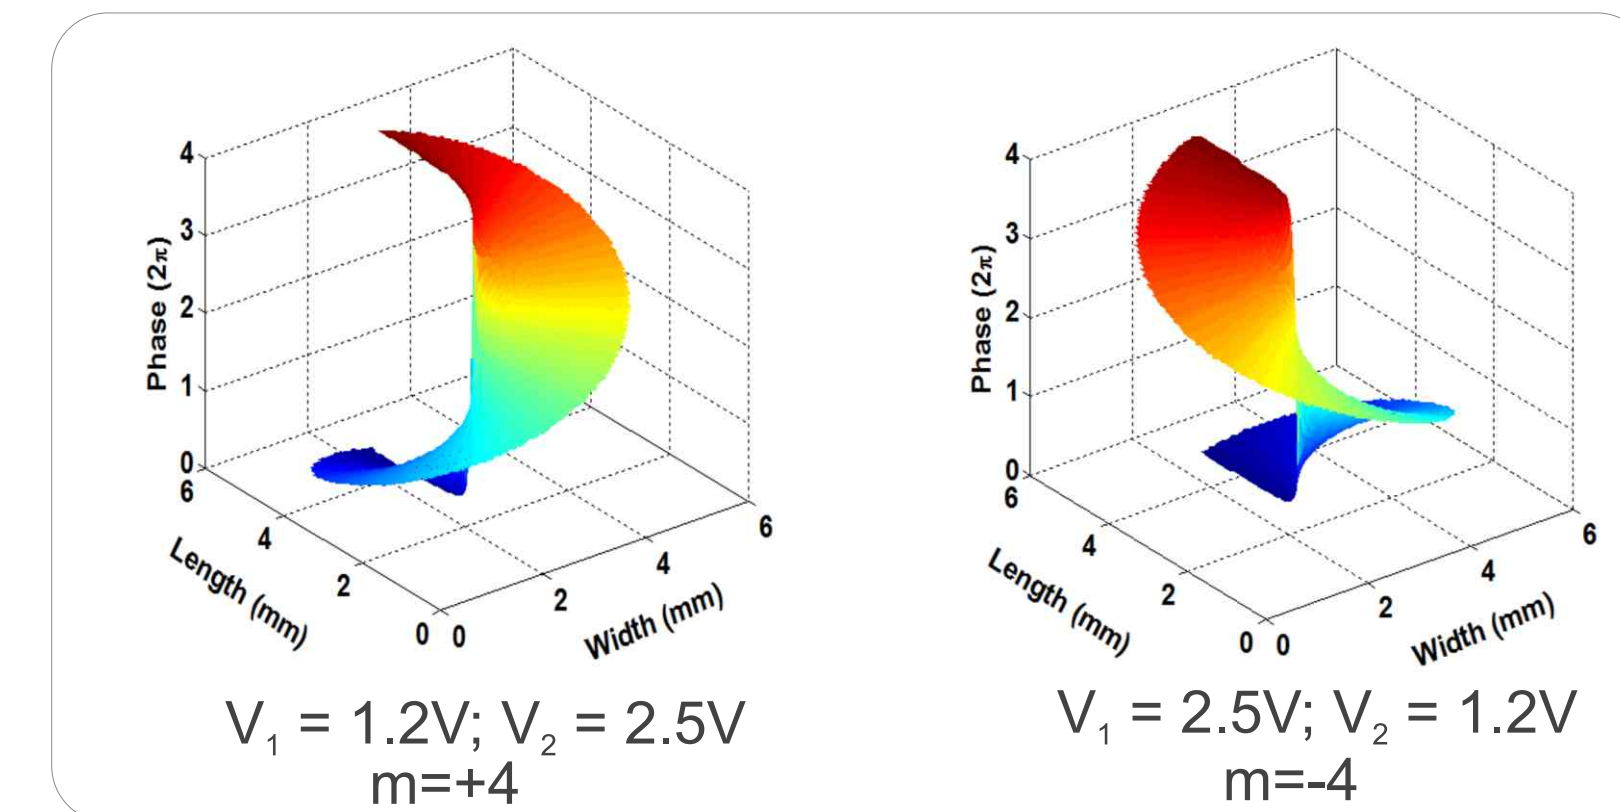 4
3
2
1
0
Phase (2π)
6
4
2
0
Length (mm)
0
2
4
6
Width (mm)
V₁ = 1.2V; V₂ = 2.5V
m=+4
4
3
2
1
0
Phase (2π)
6
4
2
0
Length (mm)
0
2
4
6
Width (mm)
V₁ = 2.5V; V₂ = 1.2V
m=-4